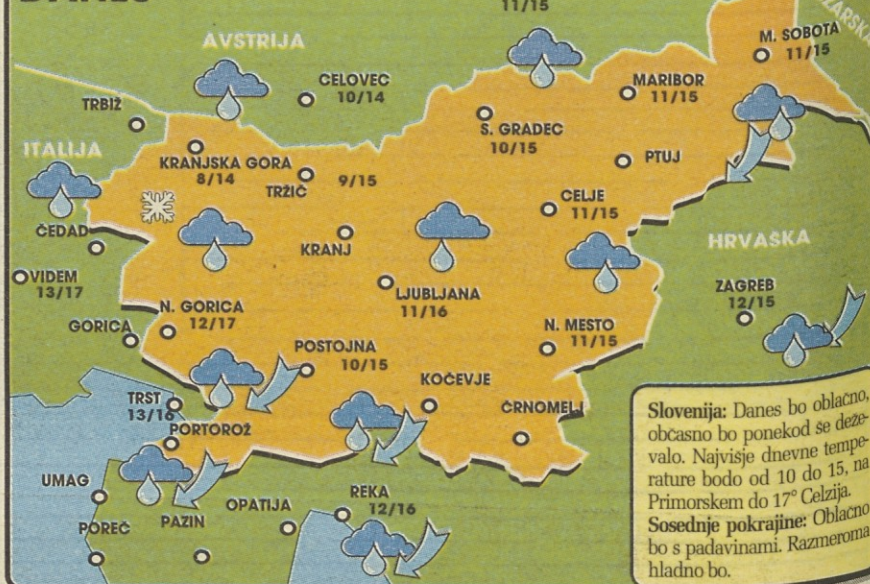 DANES
11/15
AVSTRIJA
M. SOBOTA
11/15
CELOVEC
10/14
MARIBOR
11/15
TRBIŽ
S. GRADEC
10/15
ITALIJA
KRANJSKA GORA
8/14
TRŽIČ
9/15
PTUJ
CELJE
11/15
ČEDAD
KRANJ
HRVAŠKA
VIDEM
13/17
LJUBLJANA
11/16
ZAGREB
12/15
N. GORICA
12/17
GORICA
N. MESTO
11/15
POSTOJNA
10/15
KOČEVJE
TRST
13/16
ČRNOMELJ
PORTOROŽ
UMAG
REKA
12/16
OPATIJA
POREČ
PAZIN
Slovenija: Danes bo oblačno,
občasno bo ponekod še deže-
valo. Najvišje dnevne tempe-
rature bodo od 10 do 15, na
Primorskem do 17° Celzija.
Sosednje pokrajine: Oblačno
bo s padavinami. Razmeroma
hladno bo.